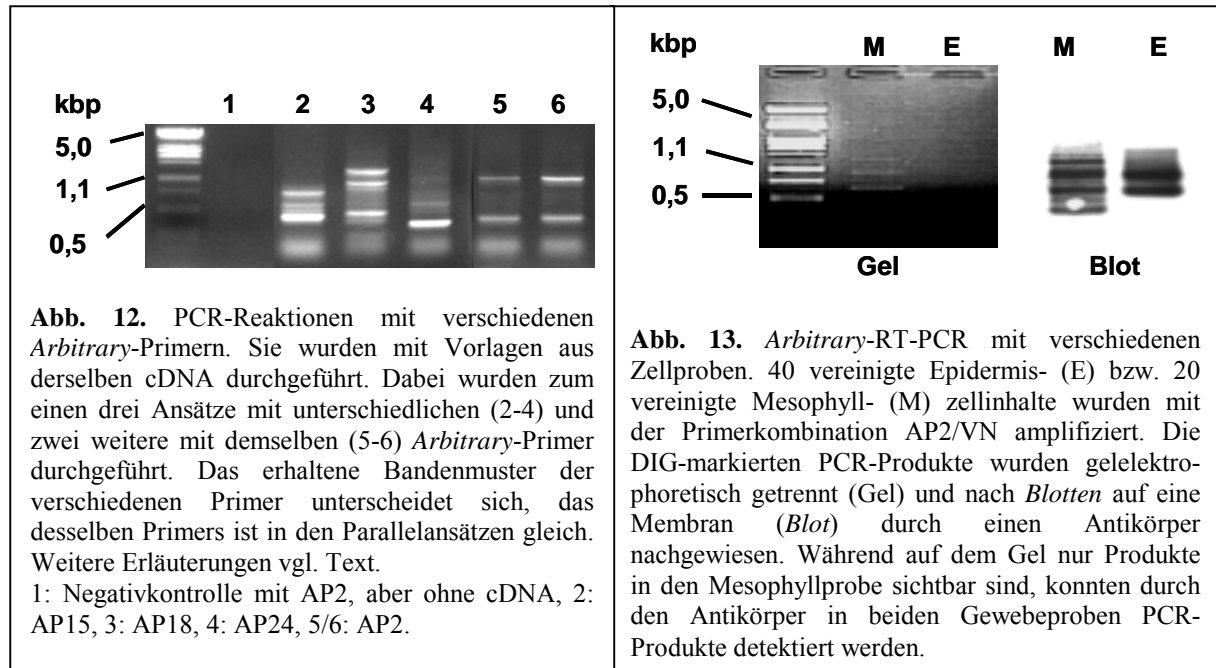 kbp
1 2 3 4 5 6
5,0
1,1
0,5
Abb. 12. PCR-Reaktionen mit verschiedenen
Arbitrary-Primern. Sie wurden mit Vorlagen aus
derselben cDNA durchgeführt. Dabei wurden zum
einen drei Ansätze mit unterschiedlichen (2-4) und
zwei weitere mit demselben (5-6) Arbitrary-Primer
durchgeführt. Das erhaltene Bandenmuster der
verschiedenen Primer unterscheidet sich, das
desselben Primers ist in den Parallelansätzen gleich.
Weitere Erläuterungen vgl. Text.
1: Negativkontrolle mit AP2, aber ohne cDNA, 2:
AP15, 3: AP18, 4: AP24, 5/6: AP2.
kbp
M E M E
5,0
1,1
0,5
Gel Blot
Abb. 13. Arbitrary-RT-PCR mit verschiedenen
Zellproben. 40 vereinigte Epidermis- (E) bzw. 20
vereinigte Mesophyll- (M) zellinhalte wurden mit
der Primerkombination AP2/VN amplifiziert. Die
DIG-markierten PCR-Produkte wurden gelelektro-
phoretisch getrennt (Gel) und nach Blotten auf eine
Membran (Blot) durch einen Antikörper
nachgewiesen. Während auf dem Gel nur Produkte
in den Mesophyllprobe sichtbar sind, konnten durch
den Antikörper in beiden Gewebeproben PCR-
Produkte detektiert werden.